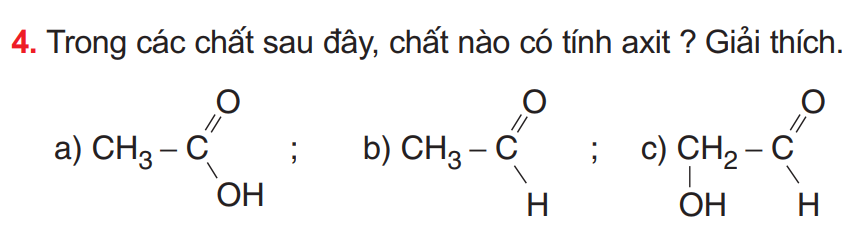 4. Trong các chất sau đây, chất nào có tính axit ? Giải thích.
O O O
a) CH₃ – C ; b) CH₃ – C ; c) CH₂ – C
OH H OH H